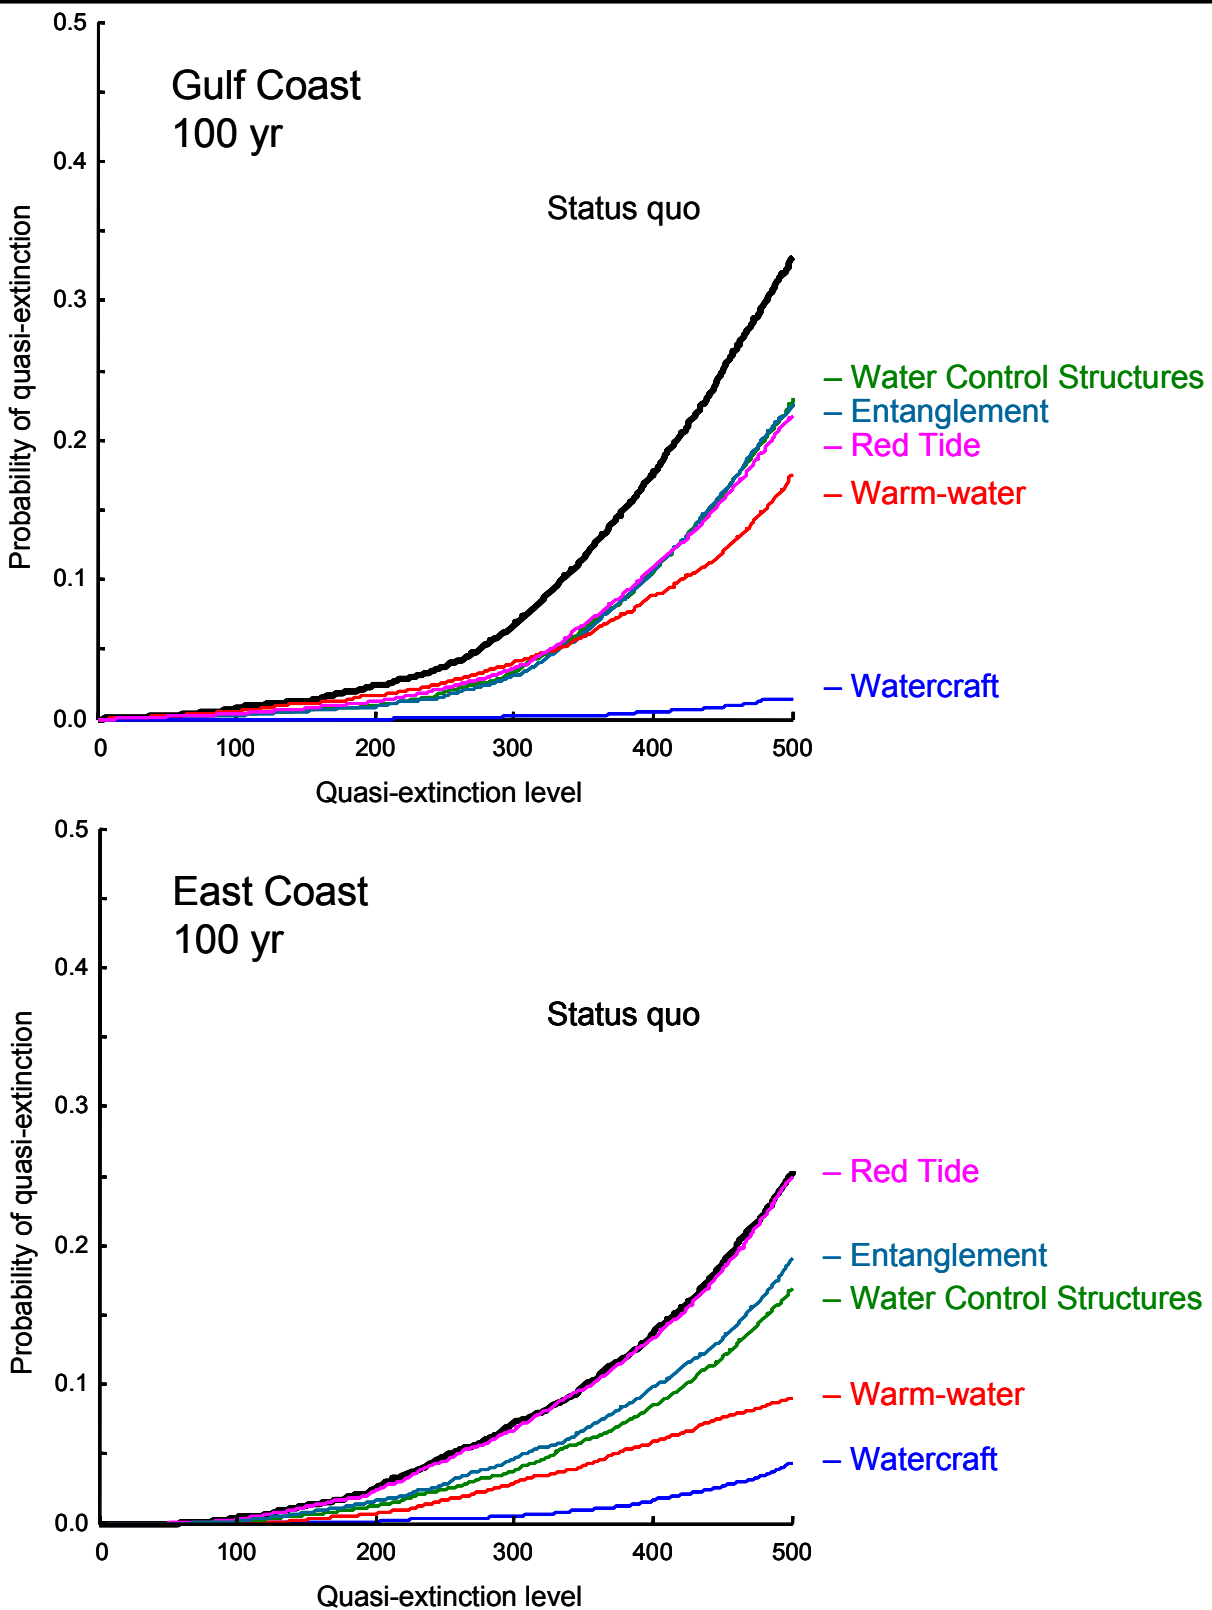 0.5
Gulf Coast
100 yr
0.4
Status quo
0.3
– Water Control Structures
– Entanglement
– Red Tide
0.2
– Warm-water
0.1
– Watercraft
0.0
Probability of quasi-extinction
0 100 200 300 400 500
Quasi-extinction level
0.5
East Coast
100 yr
0.4
Status quo
0.3
– Red Tide
– Entanglement
0.2
– Water Control Structures
– Warm-water
0.1
– Watercraft
0.0
Probability of quasi-extinction
0 100 200 300 400 500
Quasi-extinction level